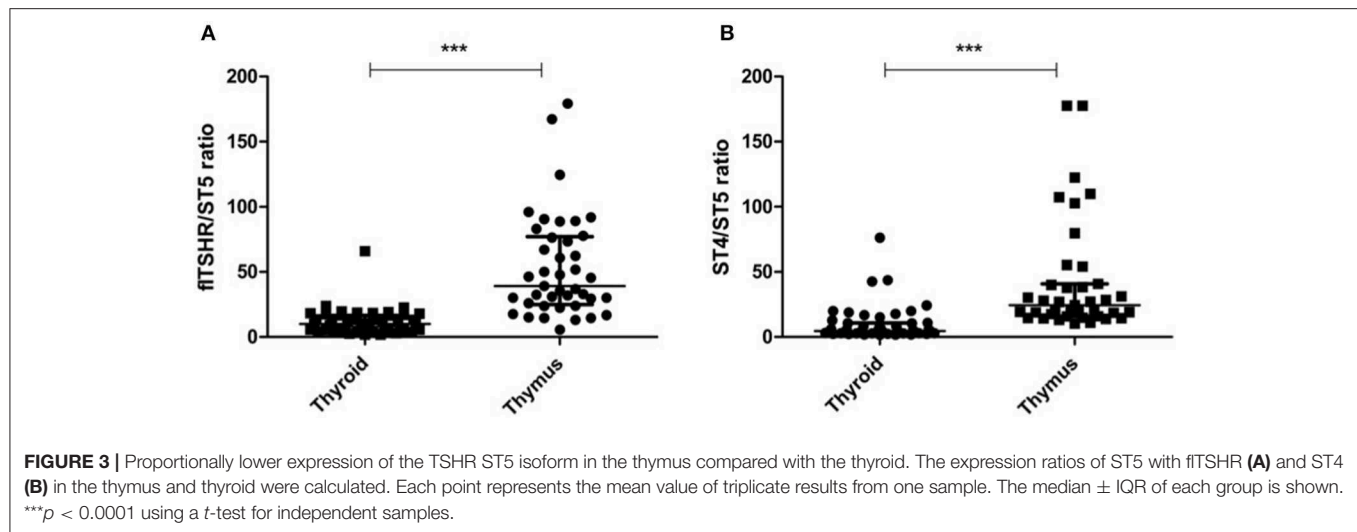 A
B
***
***
flTSHR/ST5 ratio
200
150
100
50
0
Thyroid
Thymus
ST4/ST5 ratio
200
150
100
50
0
Thyroid
Thymus
FIGURE 3 | Proportionally lower expression of the TSHR ST5 isoform in the thymus compared with the thyroid. The expression ratios of ST5 with flTSHR (A) and ST4
(B) in the thymus and thyroid were calculated. Each point represents the mean value of triplicate results from one sample. The median ± IQR of each group is shown.
***p < 0.0001 using a t-test for independent samples.